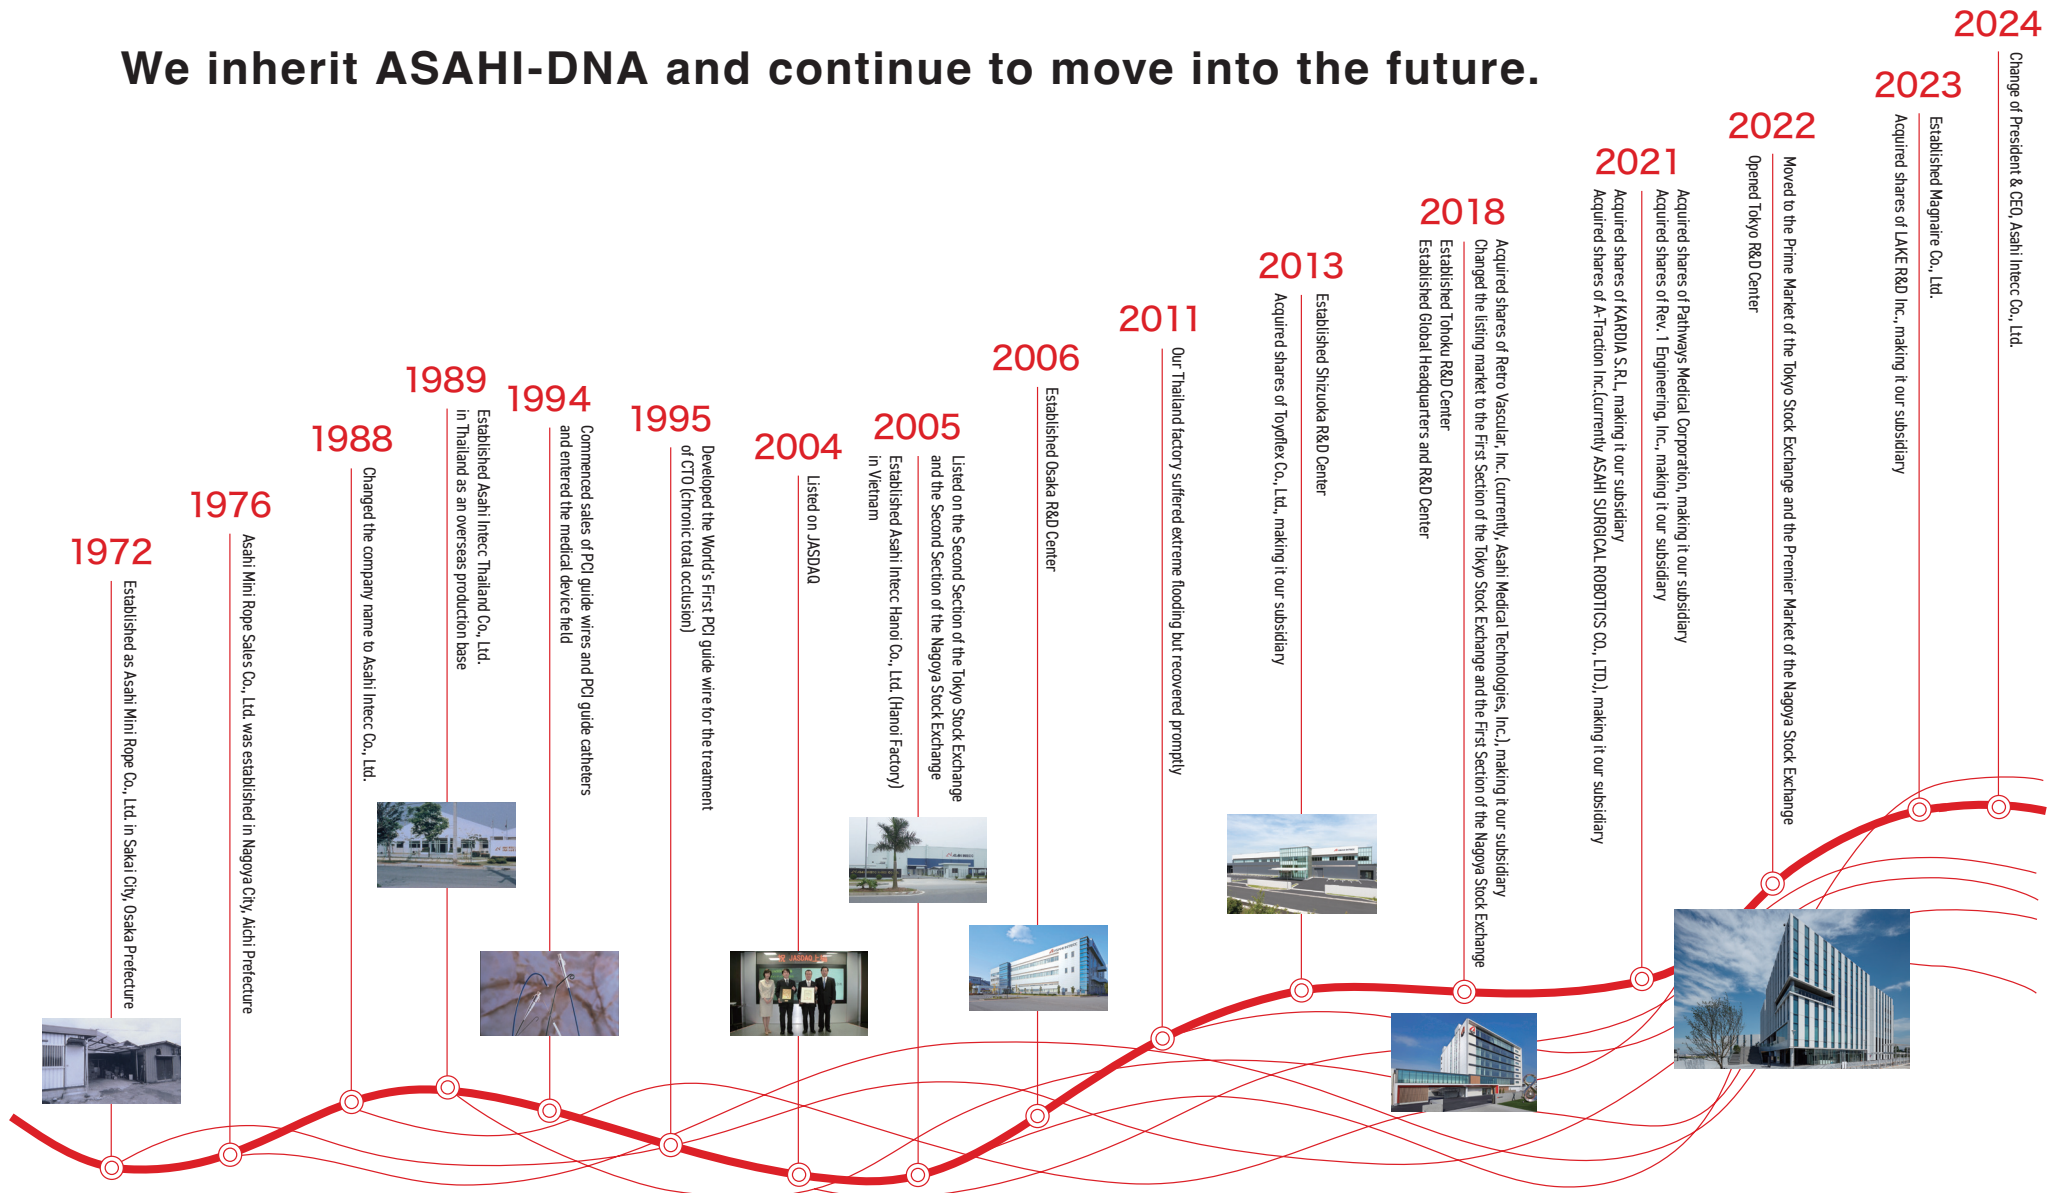 We inherit ASAHI-DNA and continue to move into the future.
1972
Established as Asahi Mini Rope Co., Ltd. in Sakai City, Osaka Prefecture
1976
Asahi Mini Rope Sales Co., Ltd. was established in Nagoya City, Aichi Prefecture
1988
Changed the company name to Asahi Intecc Co., Ltd.
1989
Established Asahi Intecc Thailand Co., Ltd.
in Thailand as an overseas production base
1994
Commenced sales of PCI guide wires and PCI guide catheters
and entered the medical device field
1995
Developed the World's First PCI guide wire for the treatment
of CTO (chronic total occlusion)
2004
Listed on JASDAQ
JASDAQ
2005
Listed on the Second Section of the Tokyo Stock Exchange
and the Second Section of the Nagoya Stock Exchange
Established Asahi Intecc Hanoi Co., Ltd. (Hanoi Factory)
in Vietnam
2006
Established Osaka R&D Center
2011
Our Thailand factory suffered extreme flooding but recovered promptly
2013
Established Shizuoka R&D Center
Acquired shares of Toyoflex Co., Ltd., making it our subsidiary
2018
Acquired shares of Retro Vascular, Inc. (currently, Asahi Medical Technologies, Inc.), making it our subsidiary
Changed the listing market to the First Section of the Tokyo Stock Exchange and the First Section of the Nagoya Stock Exchange
Established Tohoku R&D Center
Established Global Headquarters and R&D Center
2021
Acquired shares of Pathways Medical Corporation, making it our subsidiary
Acquired shares of Rev. 1 Engineering, Inc., making it our subsidiary
Acquired shares of KARDIA S.R.L, making it our subsidiary
Acquired shares of A-Traction Inc.(currently ASAHI SURGICAL ROBOTICS CO., LTD.), making it our subsidiary
2022
Moved to the Prime Market of the Tokyo Stock Exchange and the Premier Market of the Nagoya Stock Exchange
Opened Tokyo R&D Center
2023
Established Magnaire Co., Ltd.
Acquired shares of LAKE R&D Inc., making it our subsidiary
2024
Change of President & CEO, Asahi Intecc Co., Ltd.